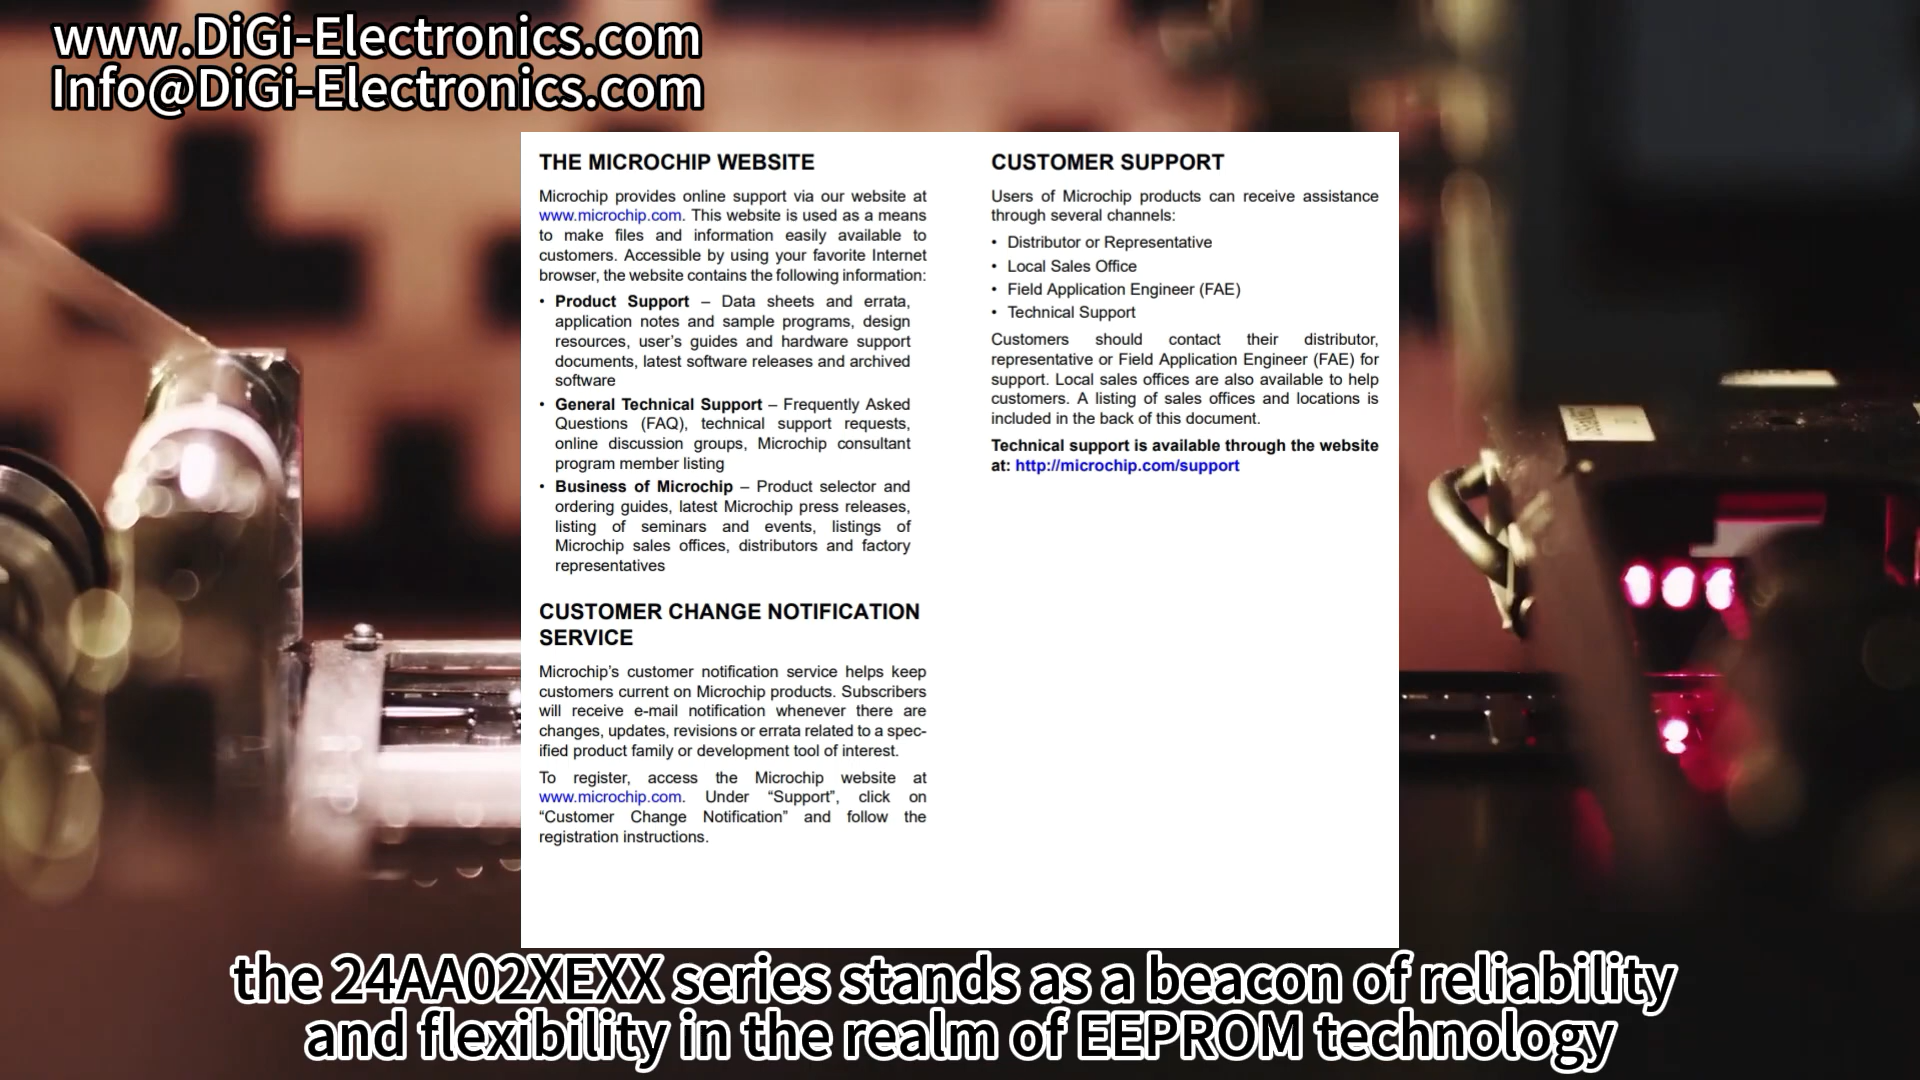 www.DiGi-Electronics.com
Info@DiGi-Electronics.com
THE MICROCHIP WEBSITE
Microchip provides online support via our website at
www.microchip.com. This website is used as a means
to make files and information easily available to
customers. Accessible by using your favorite Internet
browser, the website contains the following information:
• Product Support – Data sheets and errata,
application notes and sample programs, design
resources, user’s guides and hardware support
documents, latest software releases and archived
software
• General Technical Support – Frequently Asked
Questions (FAQ), technical support requests,
online discussion groups, Microchip consultant
program member listing
• Business of Microchip – Product selector and
ordering guides, latest Microchip press releases,
listing of seminars and events, listings of
Microchip sales offices, distributors and factory
representatives
CUSTOMER CHANGE NOTIFICATION
SERVICE
Microchip’s customer notification service helps keep
customers current on Microchip products. Subscribers
will receive e-mail notification whenever there are
changes, updates, revisions or errata related to a spec-
ified product family or development tool of interest.
To register, access the Microchip website at
www.microchip.com. Under “Support”, click on
“Customer Change Notification” and follow the
registration instructions.
CUSTOMER SUPPORT
Users of Microchip products can receive assistance
through several channels:
• Distributor or Representative
• Local Sales Office
• Field Application Engineer (FAE)
• Technical Support
Customers should contact their distributor,
representative or Field Application Engineer (FAE) for
support. Local sales offices are also available to help
customers. A listing of sales offices and locations is
included in the back of this document.
Technical support is available through the website
at: http://microchip.com/support
the 24AA02XEXX series stands as a beacon of reliability
and flexibility in the realm of EEPROM technology